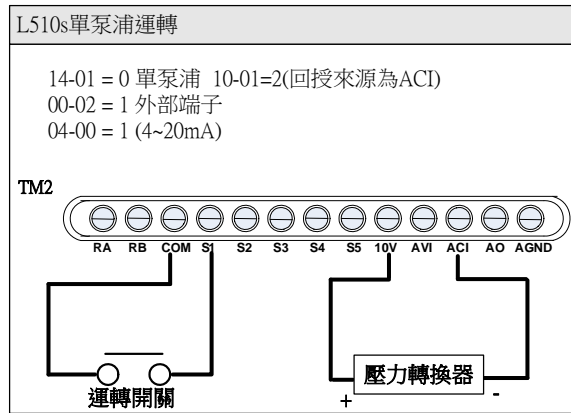 L510s單泵浦運轉
14-01 = 0 單泵浦 10-01=2(回授來源為ACI)
00-02 = 1 外部端子
04-00 = 1 (4~20mA)
TM2
RA RB COM S1 S2 S3 S4 S5 10V AVI ACI AO AGND
壓力轉換器
運轉開關
+ -